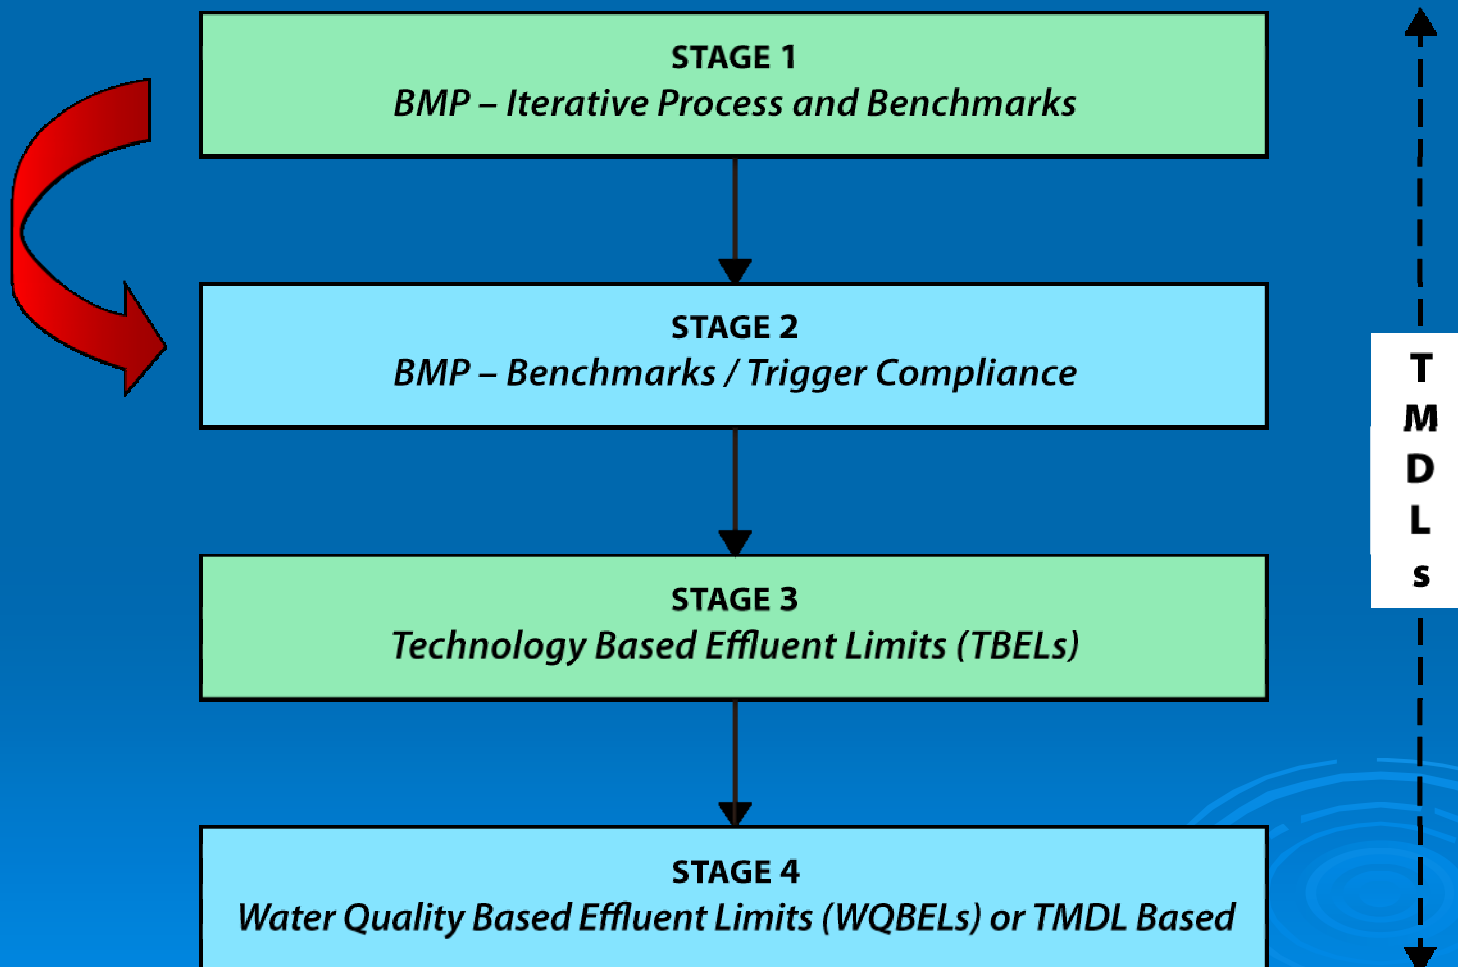 STAGE 1
BMP – Iterative Process and Benchmarks
STAGE 2
BMP – Benchmarks / Trigger Compliance
STAGE 3
Technology Based Effluent Limits (TBELs)
STAGE 4
Water Quality Based Effluent Limits (WQBELs) or TMDL Based
T
M
D
L
s